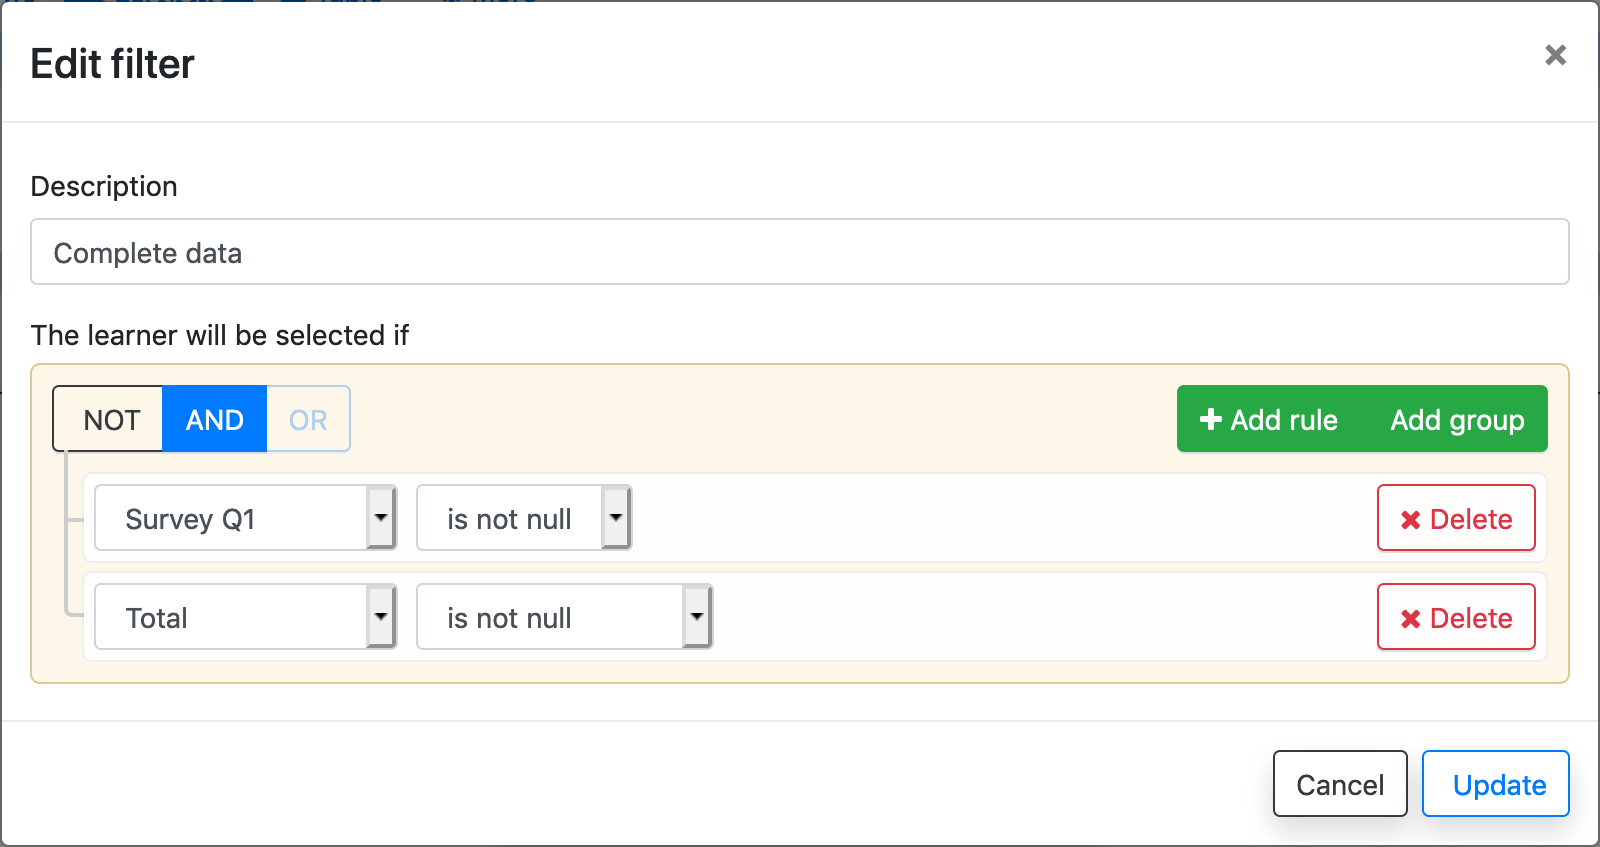 Edit filter
Description
Complete data
The learner will be selected if
NOT AND OR Add rule Add group
Survey Q1 is not null Delete
Total is not null Delete
Cancel Update